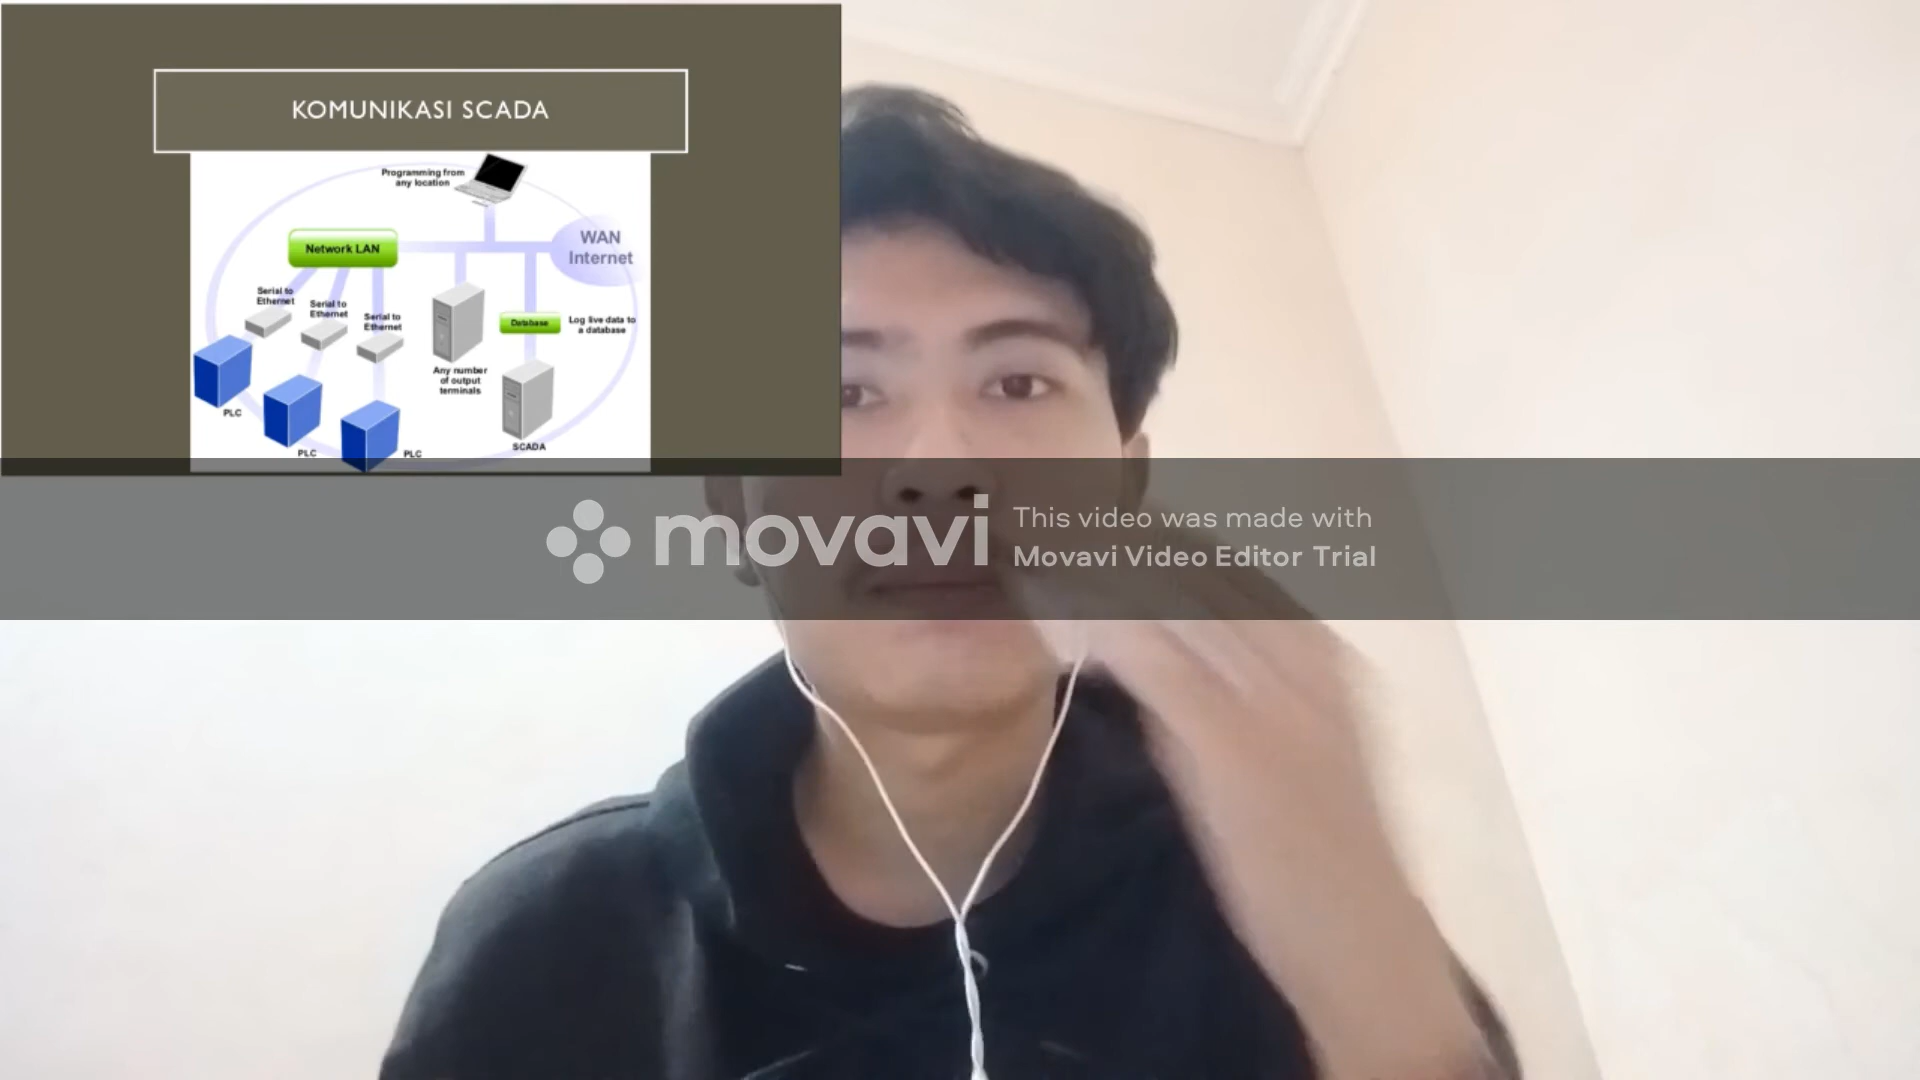 KOMUNIKASI SCADA
Programming from
any location
Network LAN
WAN
Internet
Serial to
Ethernet
Serial to
Ethernet
Serial to
Ethernet
Database
Log live data to
a database
Any number
of output
terminals
PLC
PLC
PLC
SCADA
movavi
This video was made with
Movavi Video Editor Trial